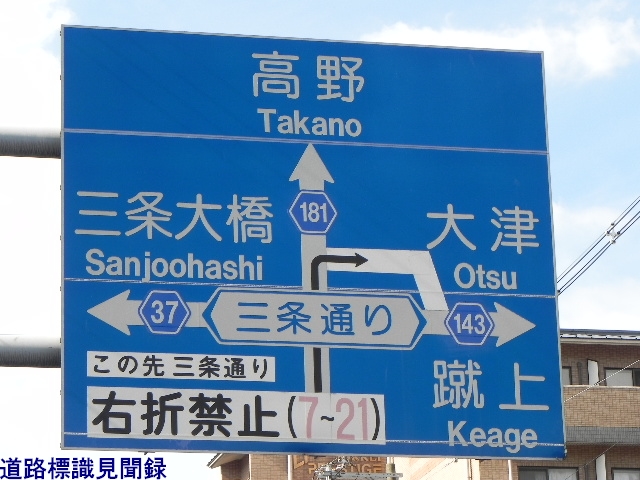 高野
Takano
三条大橋
Sanjoohashi
181
大津
Otsu
37
三条通り
143
この先 三条通り
右折禁止(7~21)
蹴上
Keage
道路標識見聞録